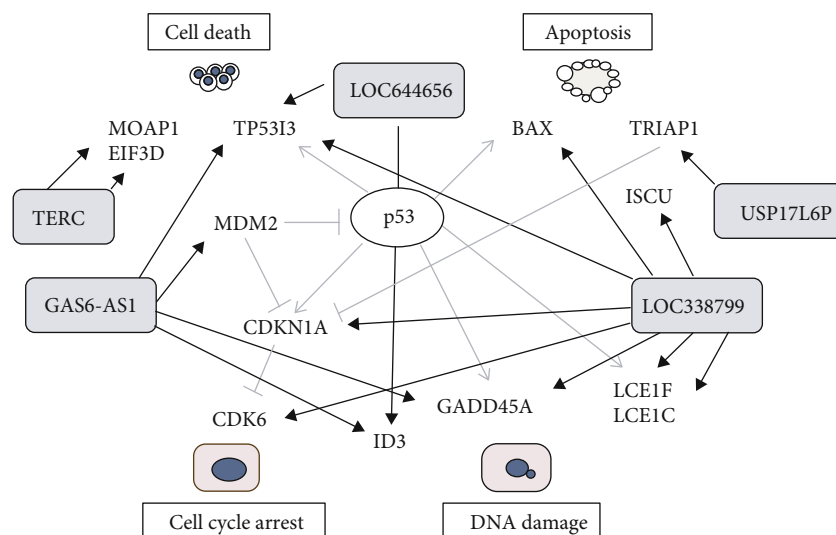 Cell death
Apoptosis
LOC644656
MOAP1
EIF3D
TP53I3
BAX
TRIAP1
TERC
MDM2
p53
ISCU
USP17L6P
GAS6-AS1
CDKN1A
LOC338799
CDK6
ID3
GADD45A
LCE1F
LCE1C
Cell cycle arrest
DNA damage